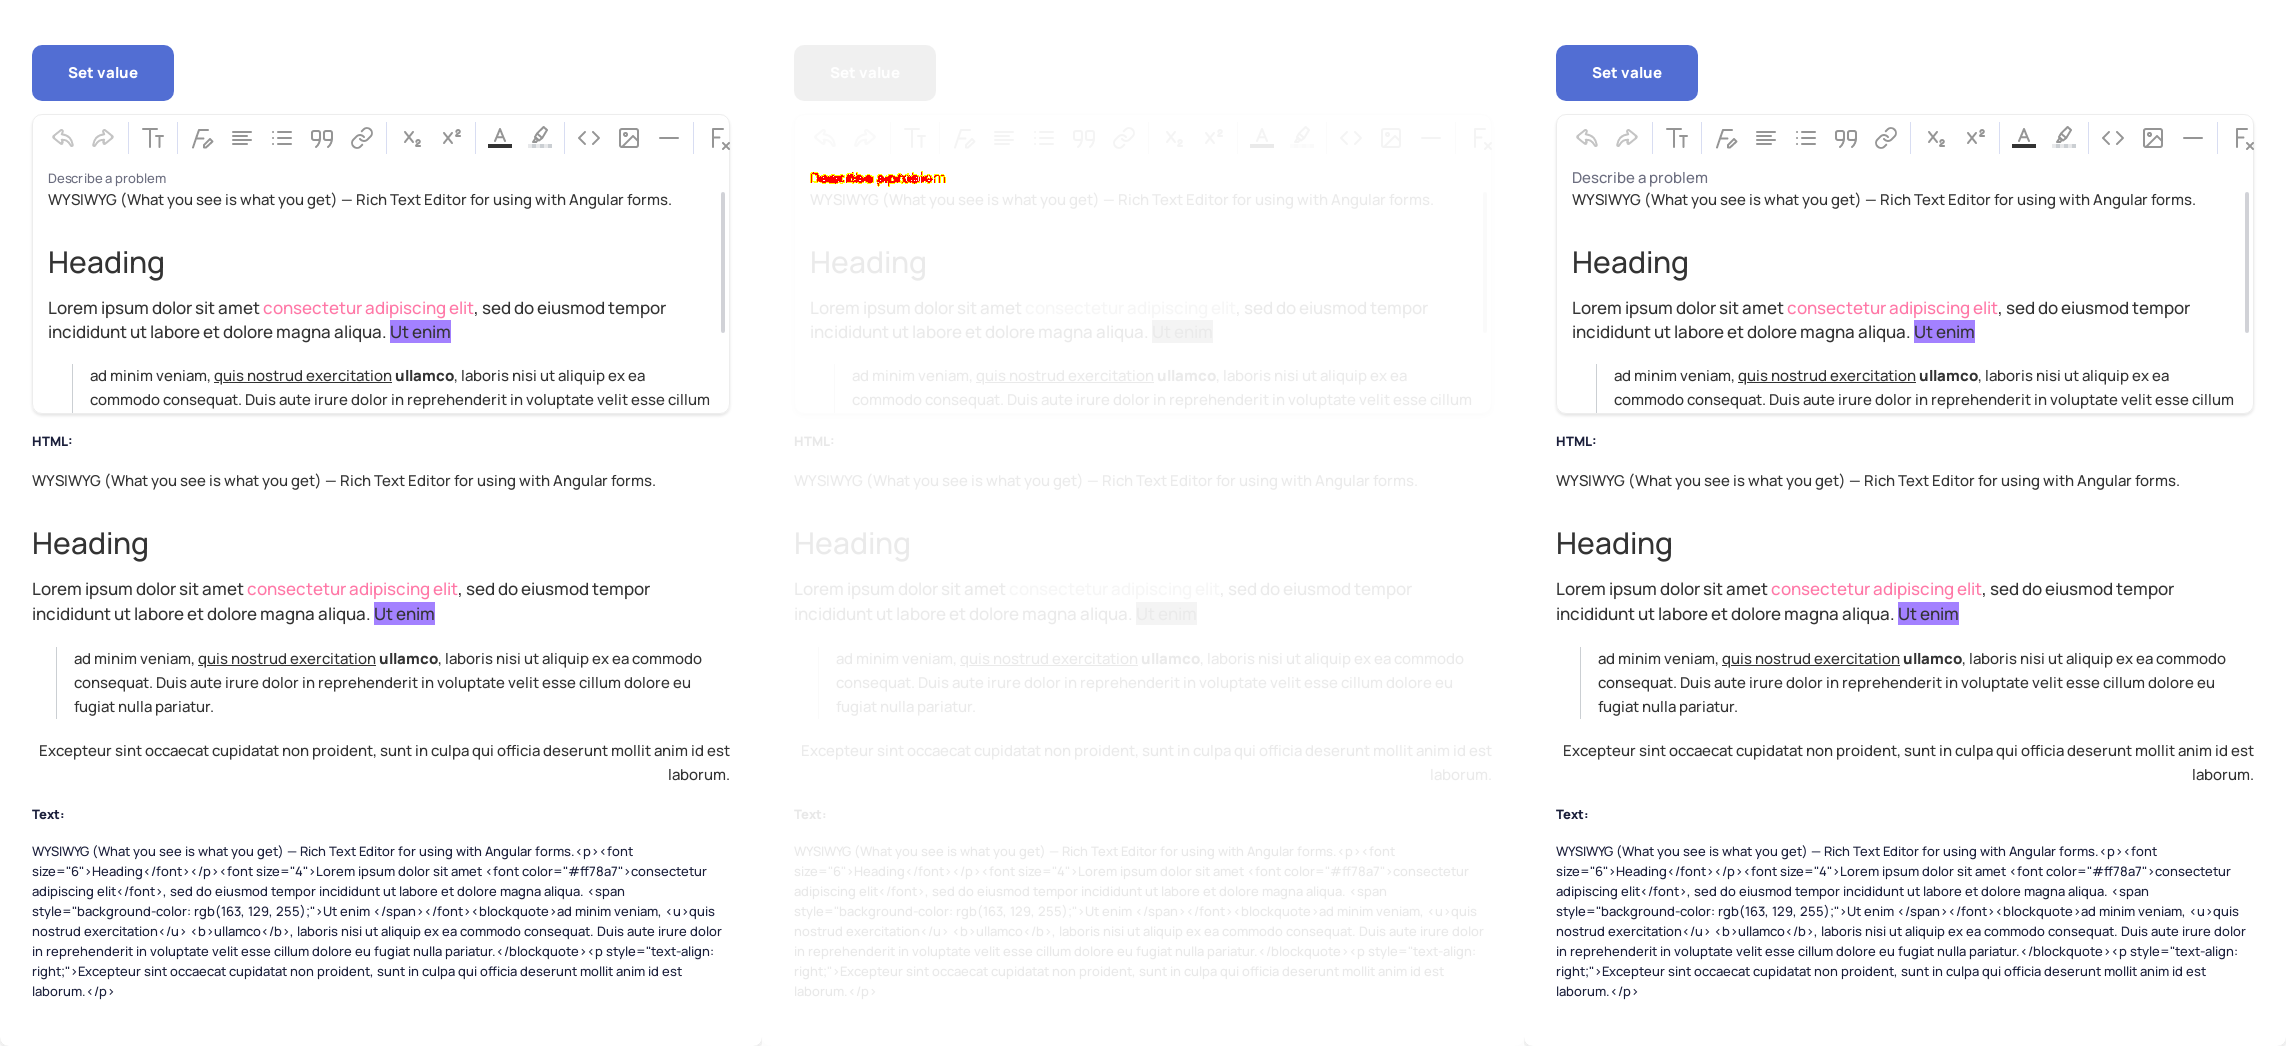 Set value
Describe a problem
WYSIWYG (What you see is what you get) — Rich Text Editor for using with Angular forms.
Heading
Lorem ipsum dolor sit amet consectetur adipiscing elit, sed do eiusmod tempor
incididunt ut labore et dolore magna aliqua. Ut enim
ad minim veniam, quis nostrud exercitation ullamco, laboris nisi ut aliquip ex ea
commodo consequat. Duis aute irure dolor in reprehenderit in voluptate velit esse cillum
HTML:
WYSIWYG (What you see is what you get) — Rich Text Editor for using with Angular forms.
Heading
Lorem ipsum dolor sit amet consectetur adipiscing elit, sed do eiusmod tempor
incididunt ut labore et dolore magna aliqua. Ut enim
ad minim veniam, quis nostrud exercitation ullamco, laboris nisi ut aliquip ex ea commodo
consequat. Duis aute irure dolor in reprehenderit in voluptate velit esse cillum dolore eu
fugiat nulla pariatur.
Excepteur sint occaecat cupidatat non proident, sunt in culpa qui officia deserunt mollit anim id est
laborum.
Text:
WYSIWYG (What you see is what you get) — Rich Text Editor for using with Angular forms.<p><font
size="6">Heading</font></p><font size="4">Lorem ipsum dolor sit amet <font color="#ff78a7">consectetur
adipiscing elit</font>, sed do eiusmod tempor incididunt ut labore et dolore magna aliqua. <span
style="background-color: rgb(163, 129, 255);">Ut enim </span></font><blockquote>ad minim veniam, <u>quis
nostrud exercitation</u> <b>ullamco</b>, laboris nisi ut aliquip ex ea commodo consequat. Duis aute irure dolor
in reprehenderit in voluptate velit esse cillum dolore eu fugiat nulla pariatur.</blockquote><p style="text-align:
right;">Excepteur sint occaecat cupidatat non proident, sunt in culpa qui officia deserunt mollit anim id est
laborum.</p>
Set value
WYSIWYG (What you see is what you get) — Rich Text Editor for using with Angular forms.
Heading
Lorem ipsum dolor sit amet consectetur adipiscing elit, sed do eiusmod tempor
incididunt ut labore et dolore magna aliqua. Ut enim
ad minim veniam, quis nostrud exercitation ullamco, laboris nisi ut aliquip ex ea
commodo consequat. Duis aute irure dolor in reprehenderit in voluptate velit esse cillum
HTML:
WYSIWYG (What you see is what you get) — Rich Text Editor for using with Angular forms.
Heading
Lorem ipsum dolor sit amet consectetur adipiscing elit, sed do eiusmod tempor
incididunt ut labore et dolore magna aliqua. Ut enim
ad minim veniam, quis nostrud exercitation ullamco, laboris nisi ut aliquip ex ea commodo
consequat. Duis aute irure dolor in reprehenderit in voluptate velit esse cillum dolore eu
fugiat nulla pariatur.
Excepteur sint occaecat cupidatat non proident, sunt in culpa qui officia deserunt mollit anim id est
laborum.
Text:
WYSIWYG (What you see is what you get) — Rich Text Editor for using with Angular forms.<p><font
size="6">Heading</font></p><font size="4">Lorem ipsum dolor sit amet <font color="#ff78a7">consectetur
adipiscing elit</font>, sed do eiusmod tempor incididunt ut labore et dolore magna aliqua. <span
style="background-color: rgb(163, 129, 255);">Ut enim </span></font><blockquote>ad minim veniam, <u>quis
nostrud exercitation</u> <b>ullamco</b>, laboris nisi ut aliquip ex ea commodo consequat. Duis aute irure dolor
in reprehenderit in voluptate velit esse cillum dolore eu fugiat nulla pariatur.</blockquote><p style="text-align:
right;">Excepteur sint occaecat cupidatat non proident, sunt in culpa qui officia deserunt mollit anim id est
laborum.</p>
Set value
Describe a problem
WYSIWYG (What you see is what you get) — Rich Text Editor for using with Angular forms.
Heading
Lorem ipsum dolor sit amet consectetur adipiscing elit, sed do eiusmod tempor
incididunt ut labore et dolore magna aliqua. Ut enim
ad minim veniam, quis nostrud exercitation ullamco, laboris nisi ut aliquip ex ea
commodo consequat. Duis aute irure dolor in reprehenderit in voluptate velit esse cillum
HTML:
WYSIWYG (What you see is what you get) — Rich Text Editor for using with Angular forms.
Heading
Lorem ipsum dolor sit amet consectetur adipiscing elit, sed do eiusmod tempor
incididunt ut labore et dolore magna aliqua. Ut enim
ad minim veniam, quis nostrud exercitation ullamco, laboris nisi ut aliquip ex ea commodo
consequat. Duis aute irure dolor in reprehenderit in voluptate velit esse cillum dolore eu
fugiat nulla pariatur.
Excepteur sint occaecat cupidatat non proident, sunt in culpa qui officia deserunt mollit anim id est
laborum.
Text:
WYSIWYG (What you see is what you get) — Rich Text Editor for using with Angular forms.<p><font
size="6">Heading</font></p><font size="4">Lorem ipsum dolor sit amet <font color="#ff78a7">consectetur
adipiscing elit</font>, sed do eiusmod tempor incididunt ut labore et dolore magna aliqua. <span
style="background-color: rgb(163, 129, 255);">Ut enim </span></font><blockquote>ad minim veniam, <u>quis
nostrud exercitation</u> <b>ullamco</b>, laboris nisi ut aliquip ex ea commodo consequat. Duis aute irure dolor
in reprehenderit in voluptate velit esse cillum dolore eu fugiat nulla pariatur.</blockquote><p style="text-align:
right;">Excepteur sint occaecat cupidatat non proident, sunt in culpa qui officia deserunt mollit anim id est
laborum.</p>